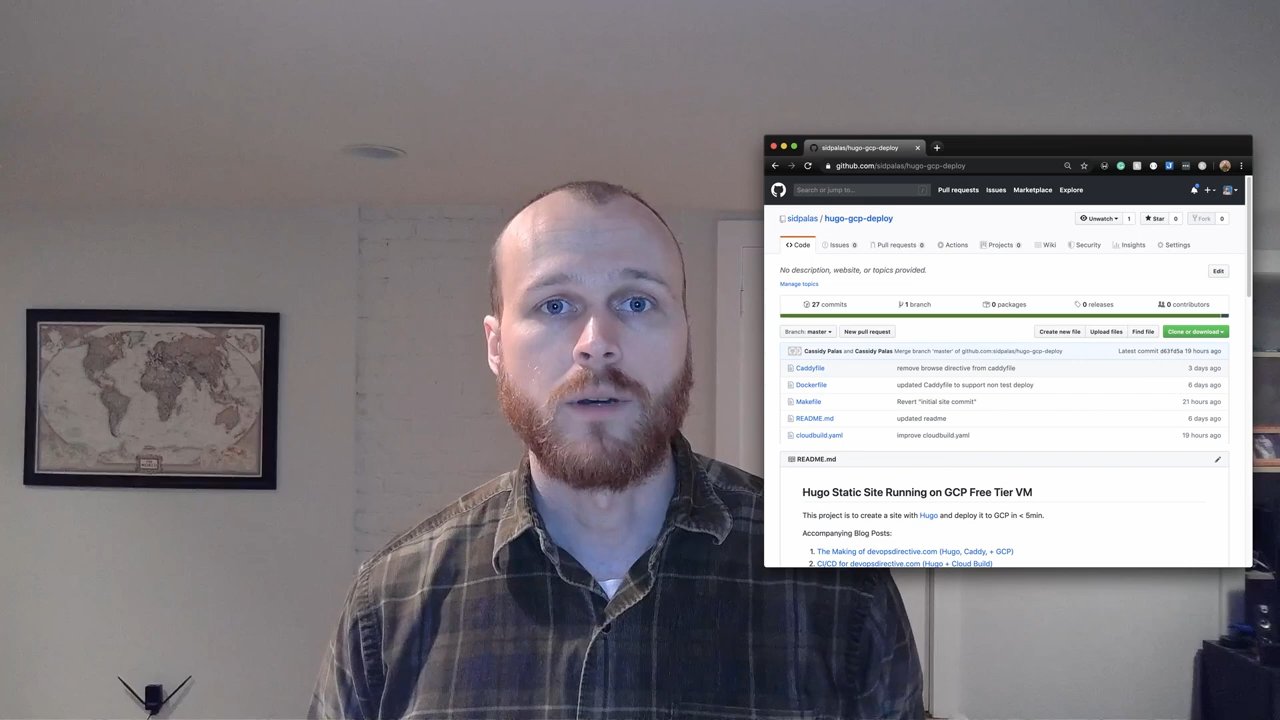 sidpalas/hugo-gcp-deploy
github.com/sidpalas/hugo-gcp-deploy
Search or jump to...
/
Pull requests
Issues
Marketplace
Explore
sidpalas / hugo-gcp-deploy
Unwatch
1
Star
0
Fork
0
Code
Issues 0
Pull requests 0
Actions
Projects 0
Wiki
Security
Insights
Settings
No description, website, or topics provided.
Edit
Manage topics
27 commits
1 branch
0 packages
0 releases
0 contributors
Branch: master
New pull request
Create new file
Upload files
Find file
Clone or download
Cassidy Palas and Cassidy Palas Merge branch 'master' of github.com:sidpalas/hugo-gcp-deploy
Latest commit d63fd5a 19 hours ago
Caddyfile
remove browse directive from caddyfile
3 days ago
Dockerfile
updated Caddyfile to support non test deploy
6 days ago
Makefile
Revert "initial site commit"
21 hours ago
README.md
updated readme
6 days ago
cloudbuild.yaml
improve cloudbuild.yaml
19 hours ago
README.md
Hugo Static Site Running on GCP Free Tier VM
This project is to create a site with Hugo and deploy it to GCP in < 5min.
Accompanying Blog Posts:
1. The Making of devopsdirective.com (Hugo, Caddy, + GCP)
2. CI/CD for devopsdirective.com (Hugo + Cloud Build)